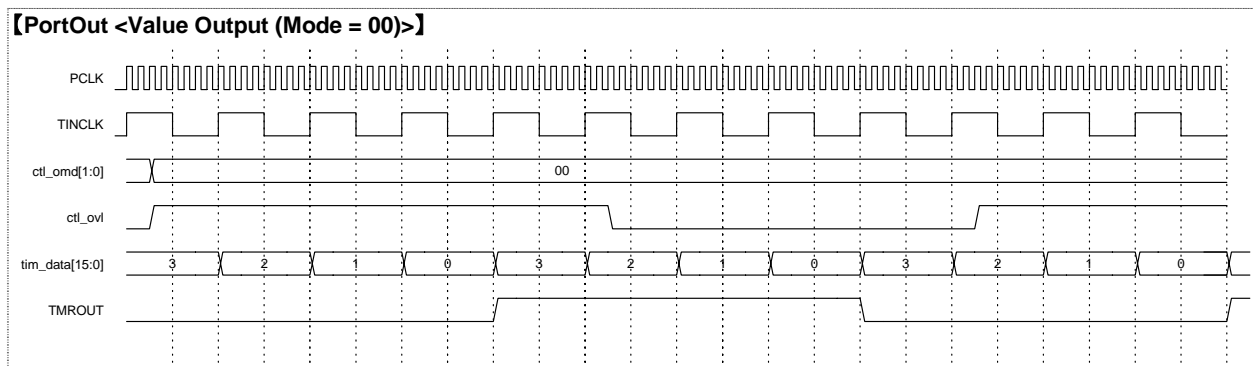 【PortOut <Value Output (Mode = 00)>】
PCLK
TINCLK
ctl_omd[1:0]
00
ctl_ovl
tim_data[15:0]
3 2 1 0 3 2 1 0 3 2 1 0
TMROUT